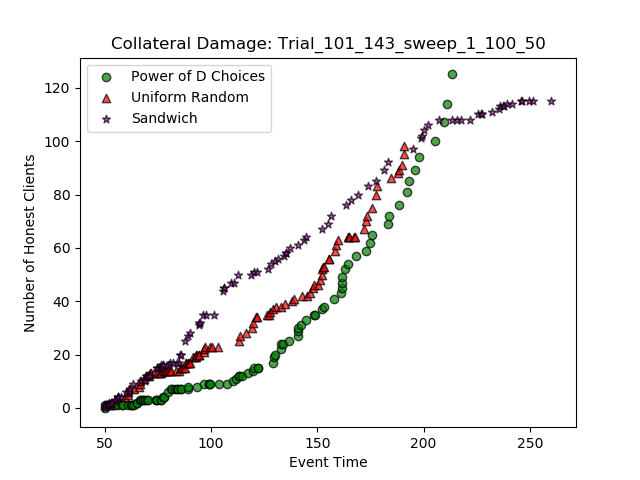 Collateral Damage: Trial_101_143_sweep_1_100_50
Power of D Choices
Uniform Random
Sandwich
Number of Honest Clients
120
100
80
60
40
20
0
50
100
150
200
250
Event Time